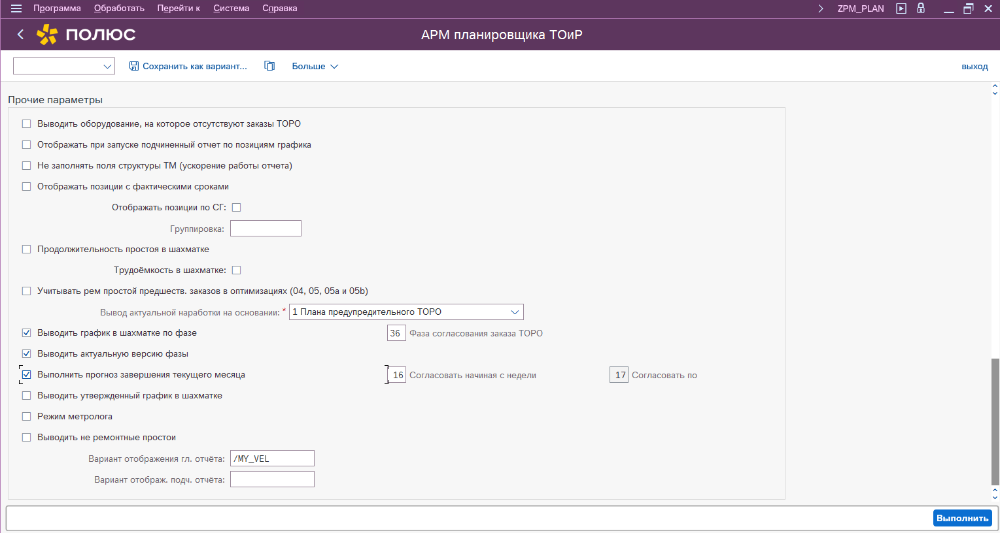 Программа Обработать Перейти к Система Справка ZPM_PLAN
ПОЛЮС АРМ планировщика ТОиР
Сохранить как вариант... Больше выход
Прочие параметры
Выводить оборудование, на которое отсутствуют заказы ТОРО
Отображать при запуске подчиненный отчет по позициям графика
Не заполнять поля структуры ТМ (ускорение работы отчета)
Отображать позиции с фактическими сроками
Отображать позиции по СГ:
Группировка:
Продолжительность простоя в шахматке
Трудоёмкость в шахматке:
Учитывать рем простой предшеств. заказов в оптимизациях (04, 05, 05a и 05b)
Вывод актуальной наработки на основании: * 1 Плана предупредительного ТОРО
Выводить график в шахматке по фазе 36 Фаза согласования заказа ТОРО
Выводить актуальную версию фазы
Выполнить прогноз завершения текущего месяца 16 Согласовать начиная с недели 17 Согласовать по
Выводить утвержденный график в шахматке
Режим метролога
Выводить не ремонтные простои
Вариант отображения гл. отчёта: /MY_VEL
Вариант отображ. подч. отчёта:
Выполнить